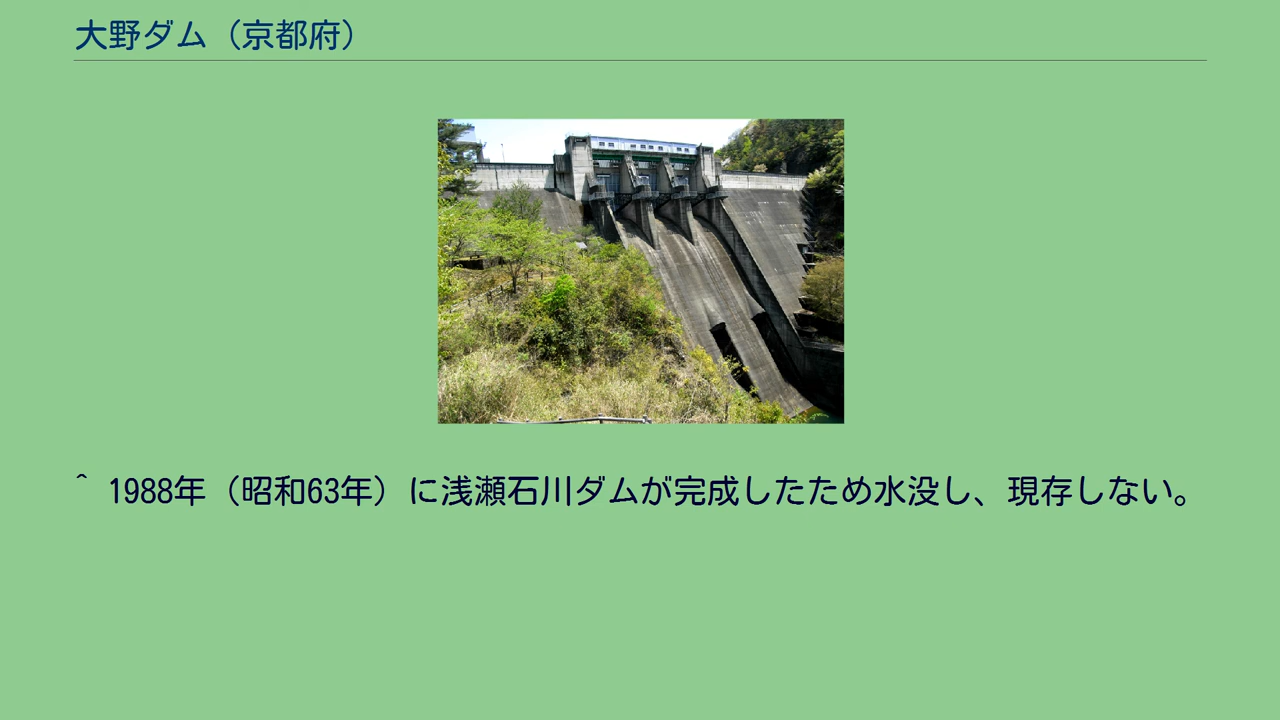 大野ダム（京都府）
^ 1988年（昭和63年）に浅瀬石川ダムが完成したため水没し、現存しない。